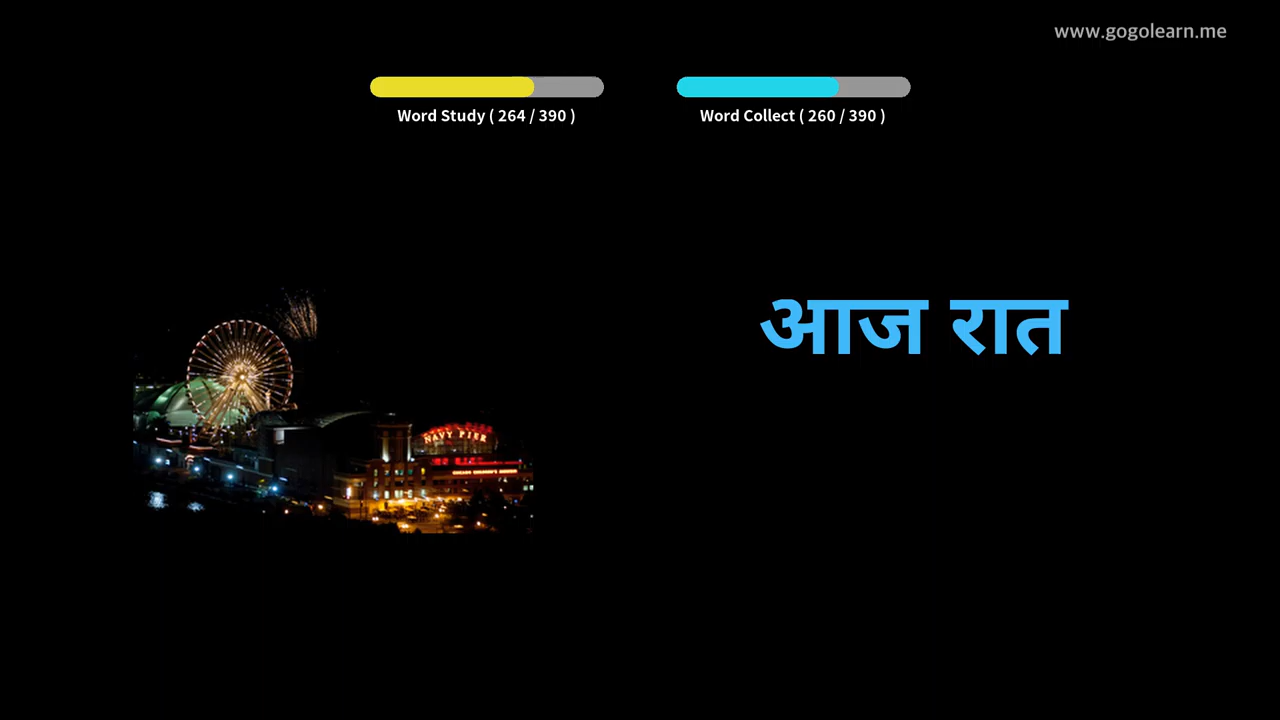 www.gogolearn.me
Word Study ( 264 / 390 )
Word Collect ( 260 / 390 )
आज रात
NAVY PIER